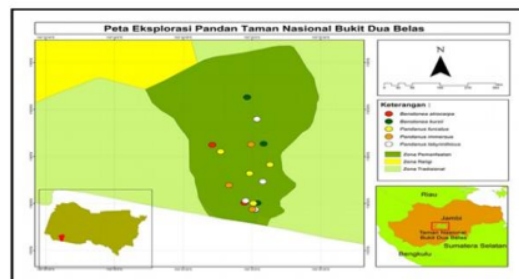 Peta Eksplorasi Pandan Taman Nasional Bukit Dua Belas
N
Keterangan :
Benstonea atrocarpa
Benstonea kurzii
Pandanus furcatus
Pandanus immersus
Pandanus labyrinthicus
Zona Pemanfaatan
Zona Religi
Zona Tradisional
Riau
Jambi
Taman Nasional
Bukit Dua Belas
Sumatera Selatan
Bengkulu